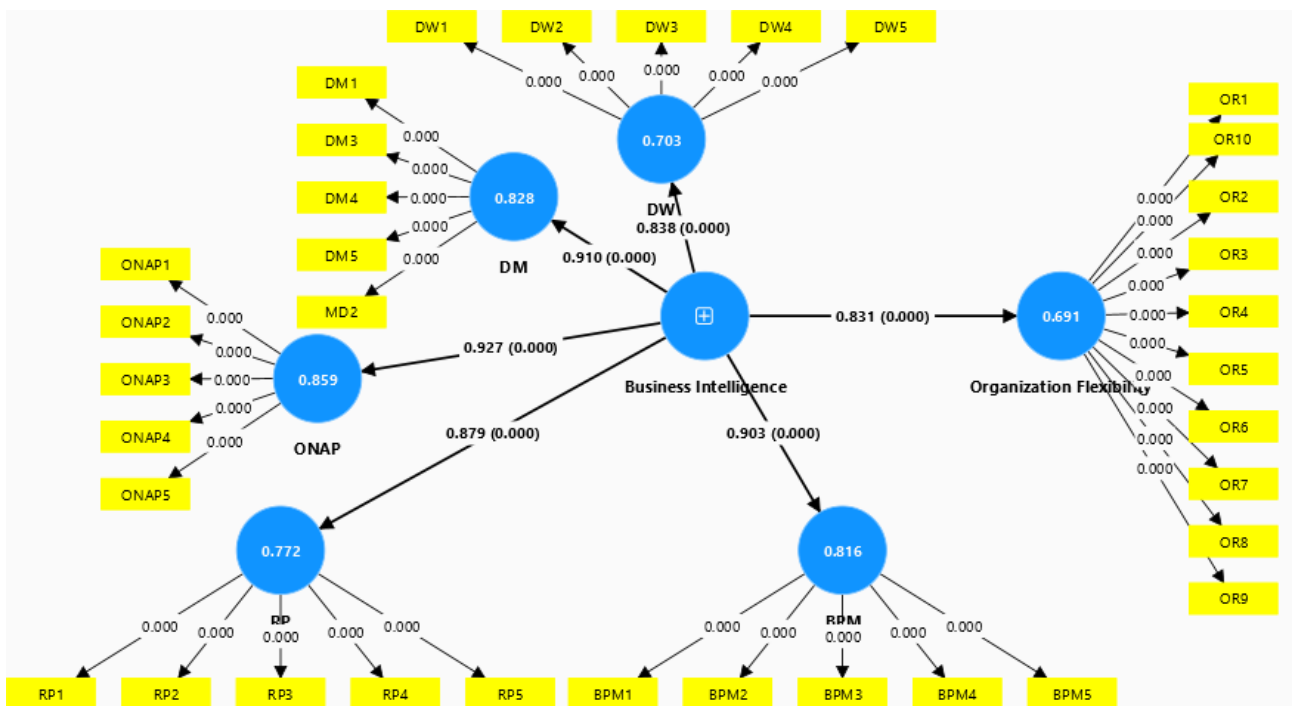 DW1
DW2
DW3
DW4
DW5
0.000
0.000
0.000
0.000
0.000
0.703
DW
0.838 (0.000)
DM1
DM3
DM4
DM5
MD2
0.000
0.000
0.000
0.000
0.000
0.828
DM
0.910 (0.000)
ONAP1
ONAP2
ONAP3
ONAP4
ONAP5
0.000
0.000
0.000
0.000
0.000
0.859
ONAP
0.927 (0.000)
Business Intelligence
0.831 (0.000)
0.691
Organization Flexibility
0.000
0.000
0.000
0.000
0.000
0.000
0.000
0.000
0.000
0.000
OR1
OR10
OR2
OR3
OR4
OR5
OR6
OR7
OR8
OR9
0.879 (0.000)
0.772
RP
0.000
0.000
0.000
0.000
0.000
RP1
RP2
RP3
RP4
RP5
0.903 (0.000)
0.816
BPM
0.000
0.000
0.000
0.000
0.000
BPM1
BPM2
BPM3
BPM4
BPM5